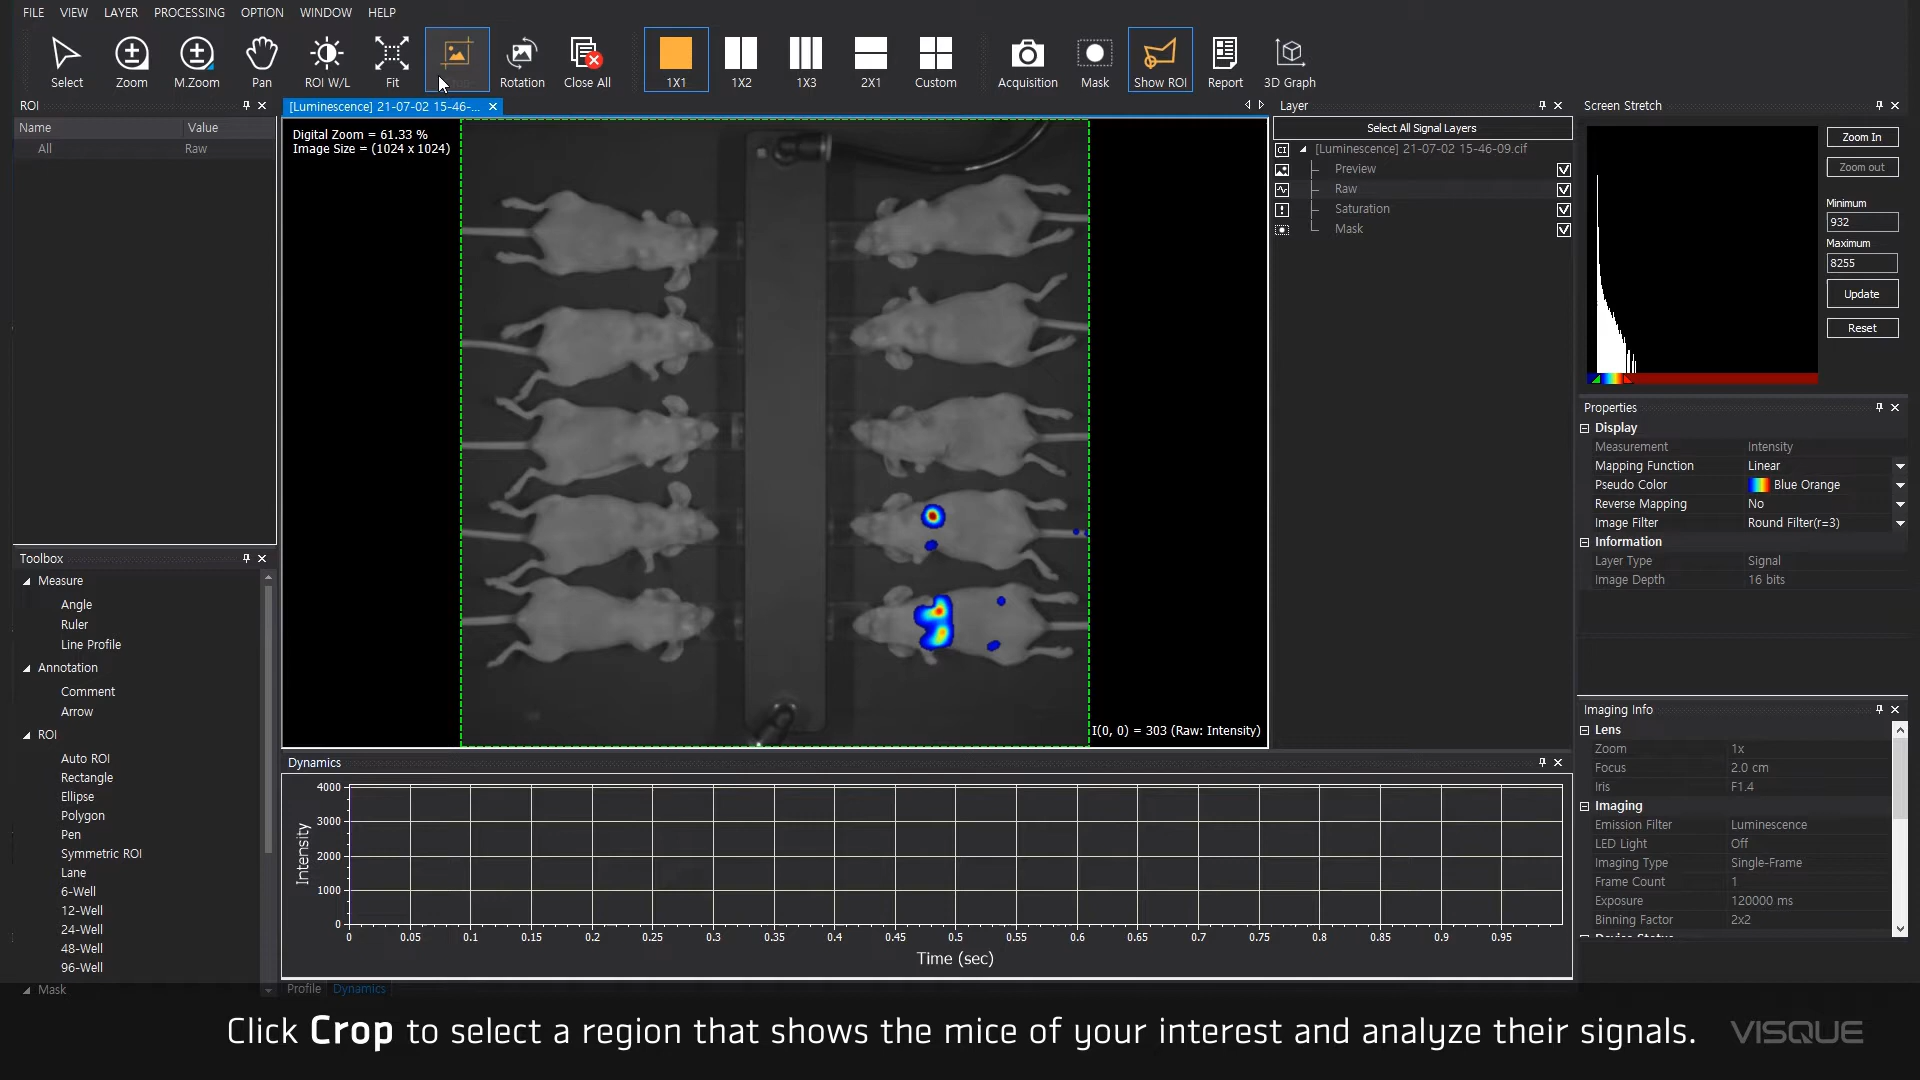 FILE VIEW LAYER PROCESSING OPTION WINDOW HELP
Select Zoom M.Zoom Pan ROI W/L Fit Rotation Close All 1X1 1X2 1X3 2X1 Custom Acquisition Mask Show ROI Report 3D Graph
ROI
Name Value
All Raw
[Luminescence] 21-07-02 15-46-...
Digital Zoom = 61.33 %
Image Size = (1024 x 1024)
I(0, 0) = 303 (Raw: Intensity)
Layer
Select All Signal Layers
[Luminescence] 21-07-02 15-46-09.cif
Preview
Raw
Saturation
Mask
Screen Stretch
Zoom In
Zoom out
Minimum
932
Maximum
8255
Update
Reset
Properties
Display
Measurement Intensity
Mapping Function Linear
Pseudo Color Blue Orange
Reverse Mapping No
Image Filter Round Filter(r=3)
Information
Layer Type Signal
Image Depth 16 bits
Toolbox
Measure
Angle
Ruler
Line Profile
Annotation
Comment
Arrow
ROI
Auto ROI
Rectangle
Ellipse
Polygon
Pen
Symmetric ROI
Lane
6-Well
12-Well
24-Well
48-Well
96-Well
Mask
Dynamics
4000
3000
2000
1000
0
Intensity
0 0.05 0.1 0.15 0.2 0.25 0.3 0.35 0.4 0.45 0.5 0.55 0.6 0.65 0.7 0.75 0.8 0.85 0.9 0.95
Time (sec)
Profile Dynamics
Imaging Info
Lens
Zoom 1x
Focus 2.0 cm
Iris F1.4
Imaging
Emission Filter Luminescence
LED Light Off
Imaging Type Single-Frame
Frame Count 1
Exposure 120000 ms
Binning Factor 2x2
Click Crop to select a region that shows the mice of your interest and analyze their signals.
VISQUE